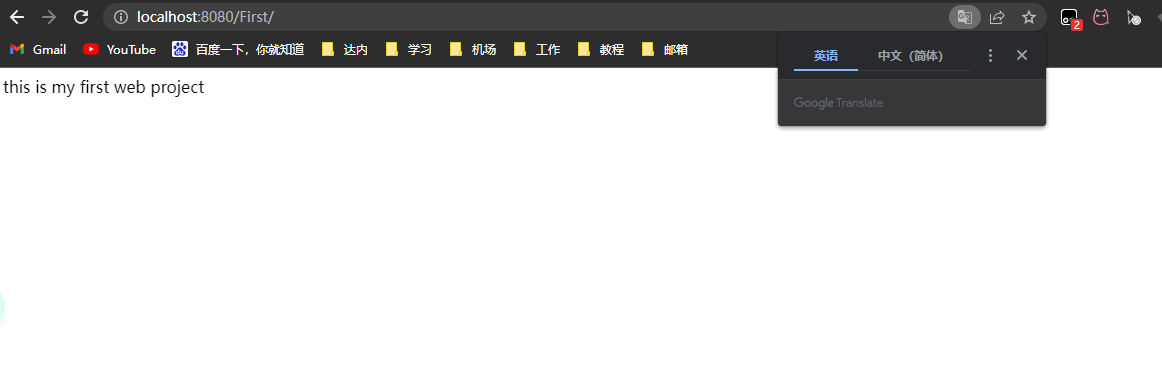 localhost:8080/First/
2
Gmail YouTube 百度一下，你就知道 达内 学习 机场 工作 教程 邮箱
英语 中文（简体）
this is my first web project
Google Translate